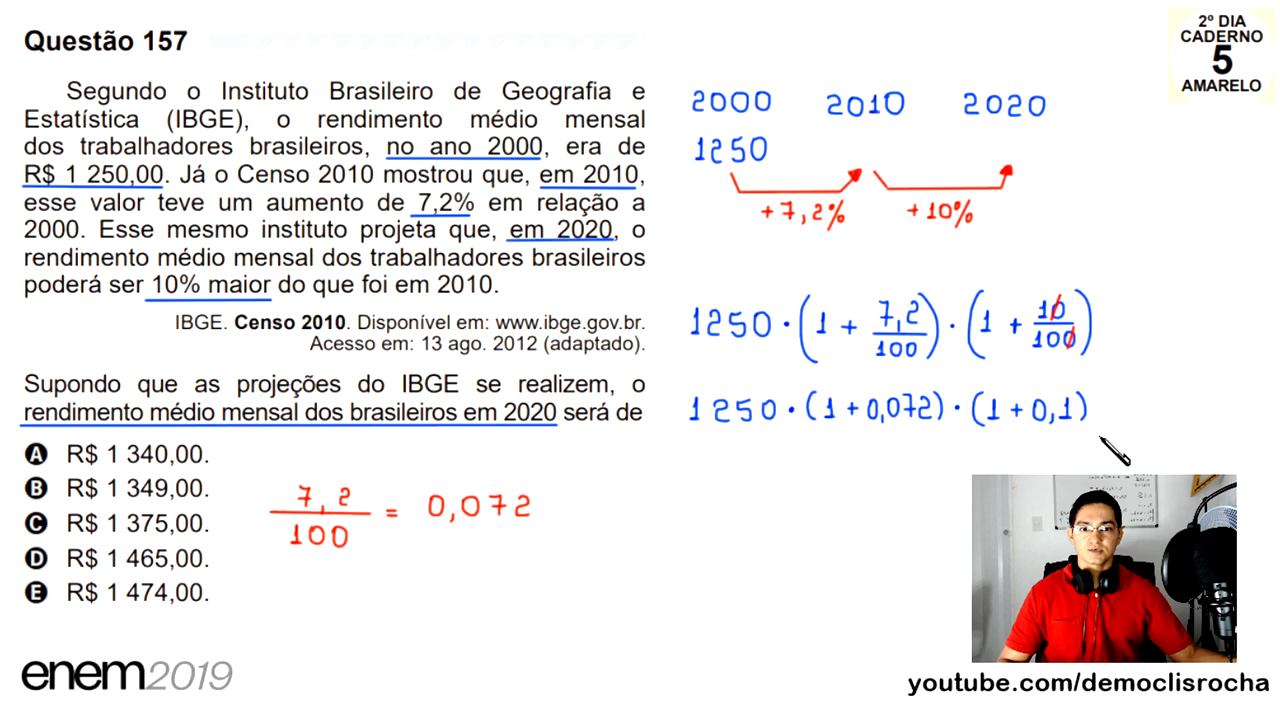 Questão 157
Segundo o Instituto Brasileiro de Geografia e
Estatística (IBGE), o rendimento médio mensal
dos trabalhadores brasileiros, no ano 2000, era de
R$ 1 250,00. Já o Censo 2010 mostrou que, em 2010,
esse valor teve um aumento de 7,2% em relação a
2000. Esse mesmo instituto projeta que, em 2020, o
rendimento médio mensal dos trabalhadores brasileiros
poderá ser 10% maior do que foi em 2010.
IBGE. Censo 2010. Disponível em: www.ibge.gov.br.
Acesso em: 13 ago. 2012 (adaptado).
Supondo que as projeções do IBGE se realizem, o
rendimento médio mensal dos brasileiros em 2020 será de
A R$ 1 340,00.
B R$ 1 349,00.
C R$ 1 375,00.
D R$ 1 465,00.
E R$ 1 474,00.
7,2/100 = 0,072
enem2019
2º DIA
CADERNO
5
AMARELO
2000 2010 2020
1250
+7,2% +10%
1250 · (1 + 7,2/100) · (1 + 10/100)
1250 · (1+0,072) · (1+0,1)
youtube.com/democlisrocha